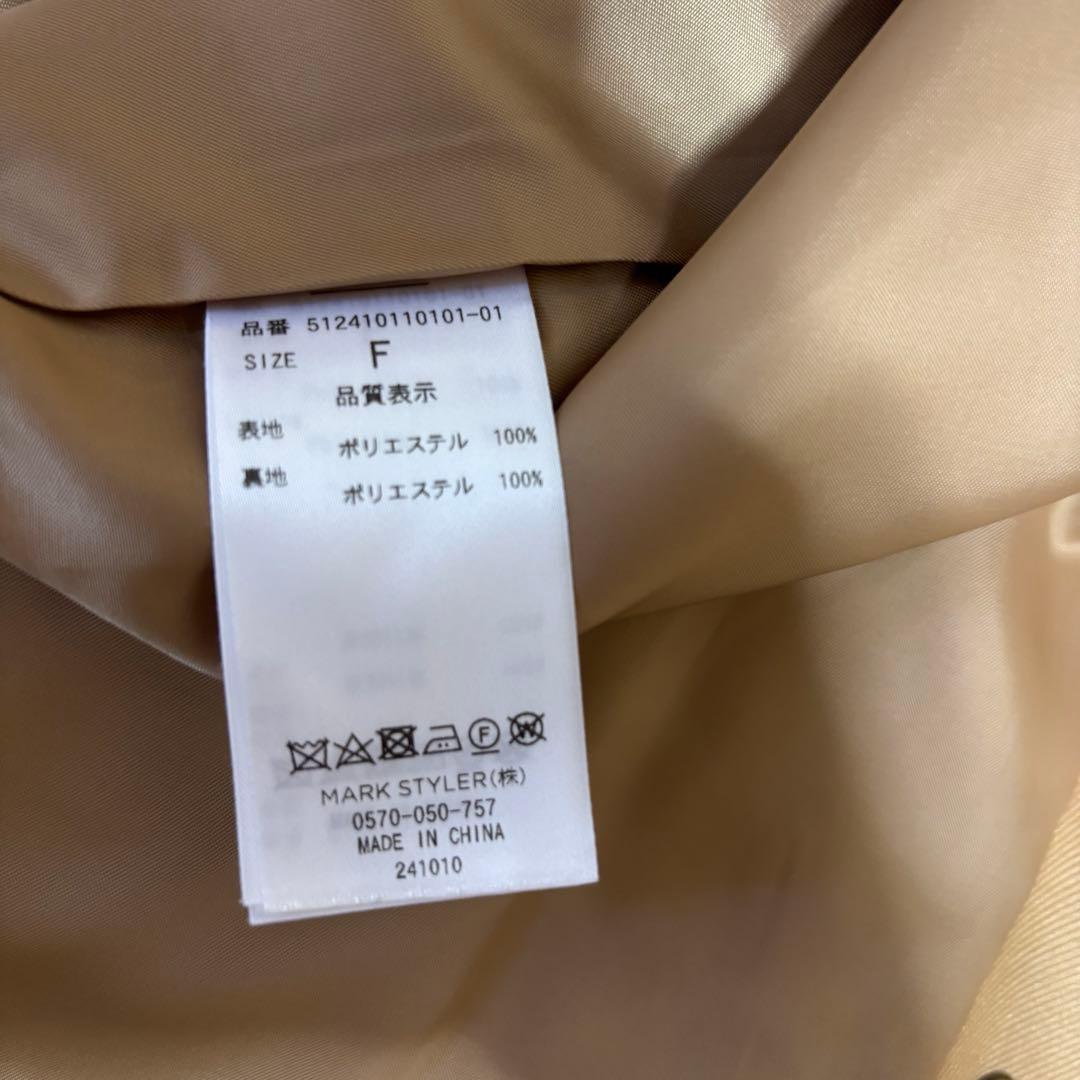 品番 512410110101-01
SIZE F
品質表示
表地 ポリエステル 100%
裏地 ポリエステル 100%
F W
MARK STYLER(株)
0570-050-757
MADE IN CHINA
241010